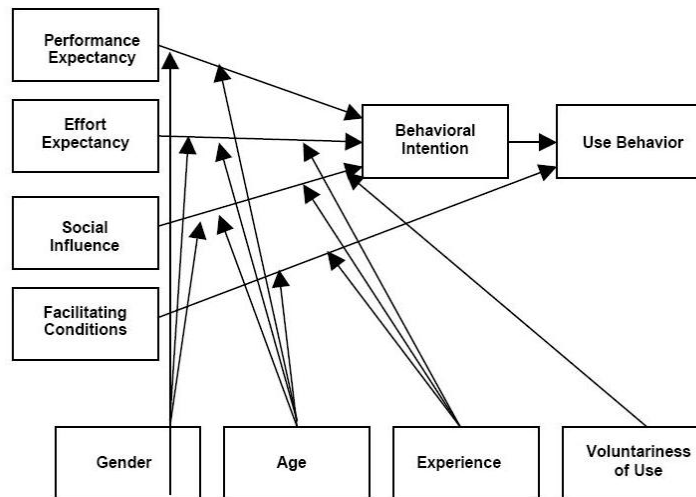 Performance
Expectancy
Effort
Expectancy
Social
Influence
Facilitating
Conditions
Behavioral
Intention
Use Behavior
Gender
Age
Experience
Voluntariness
of Use